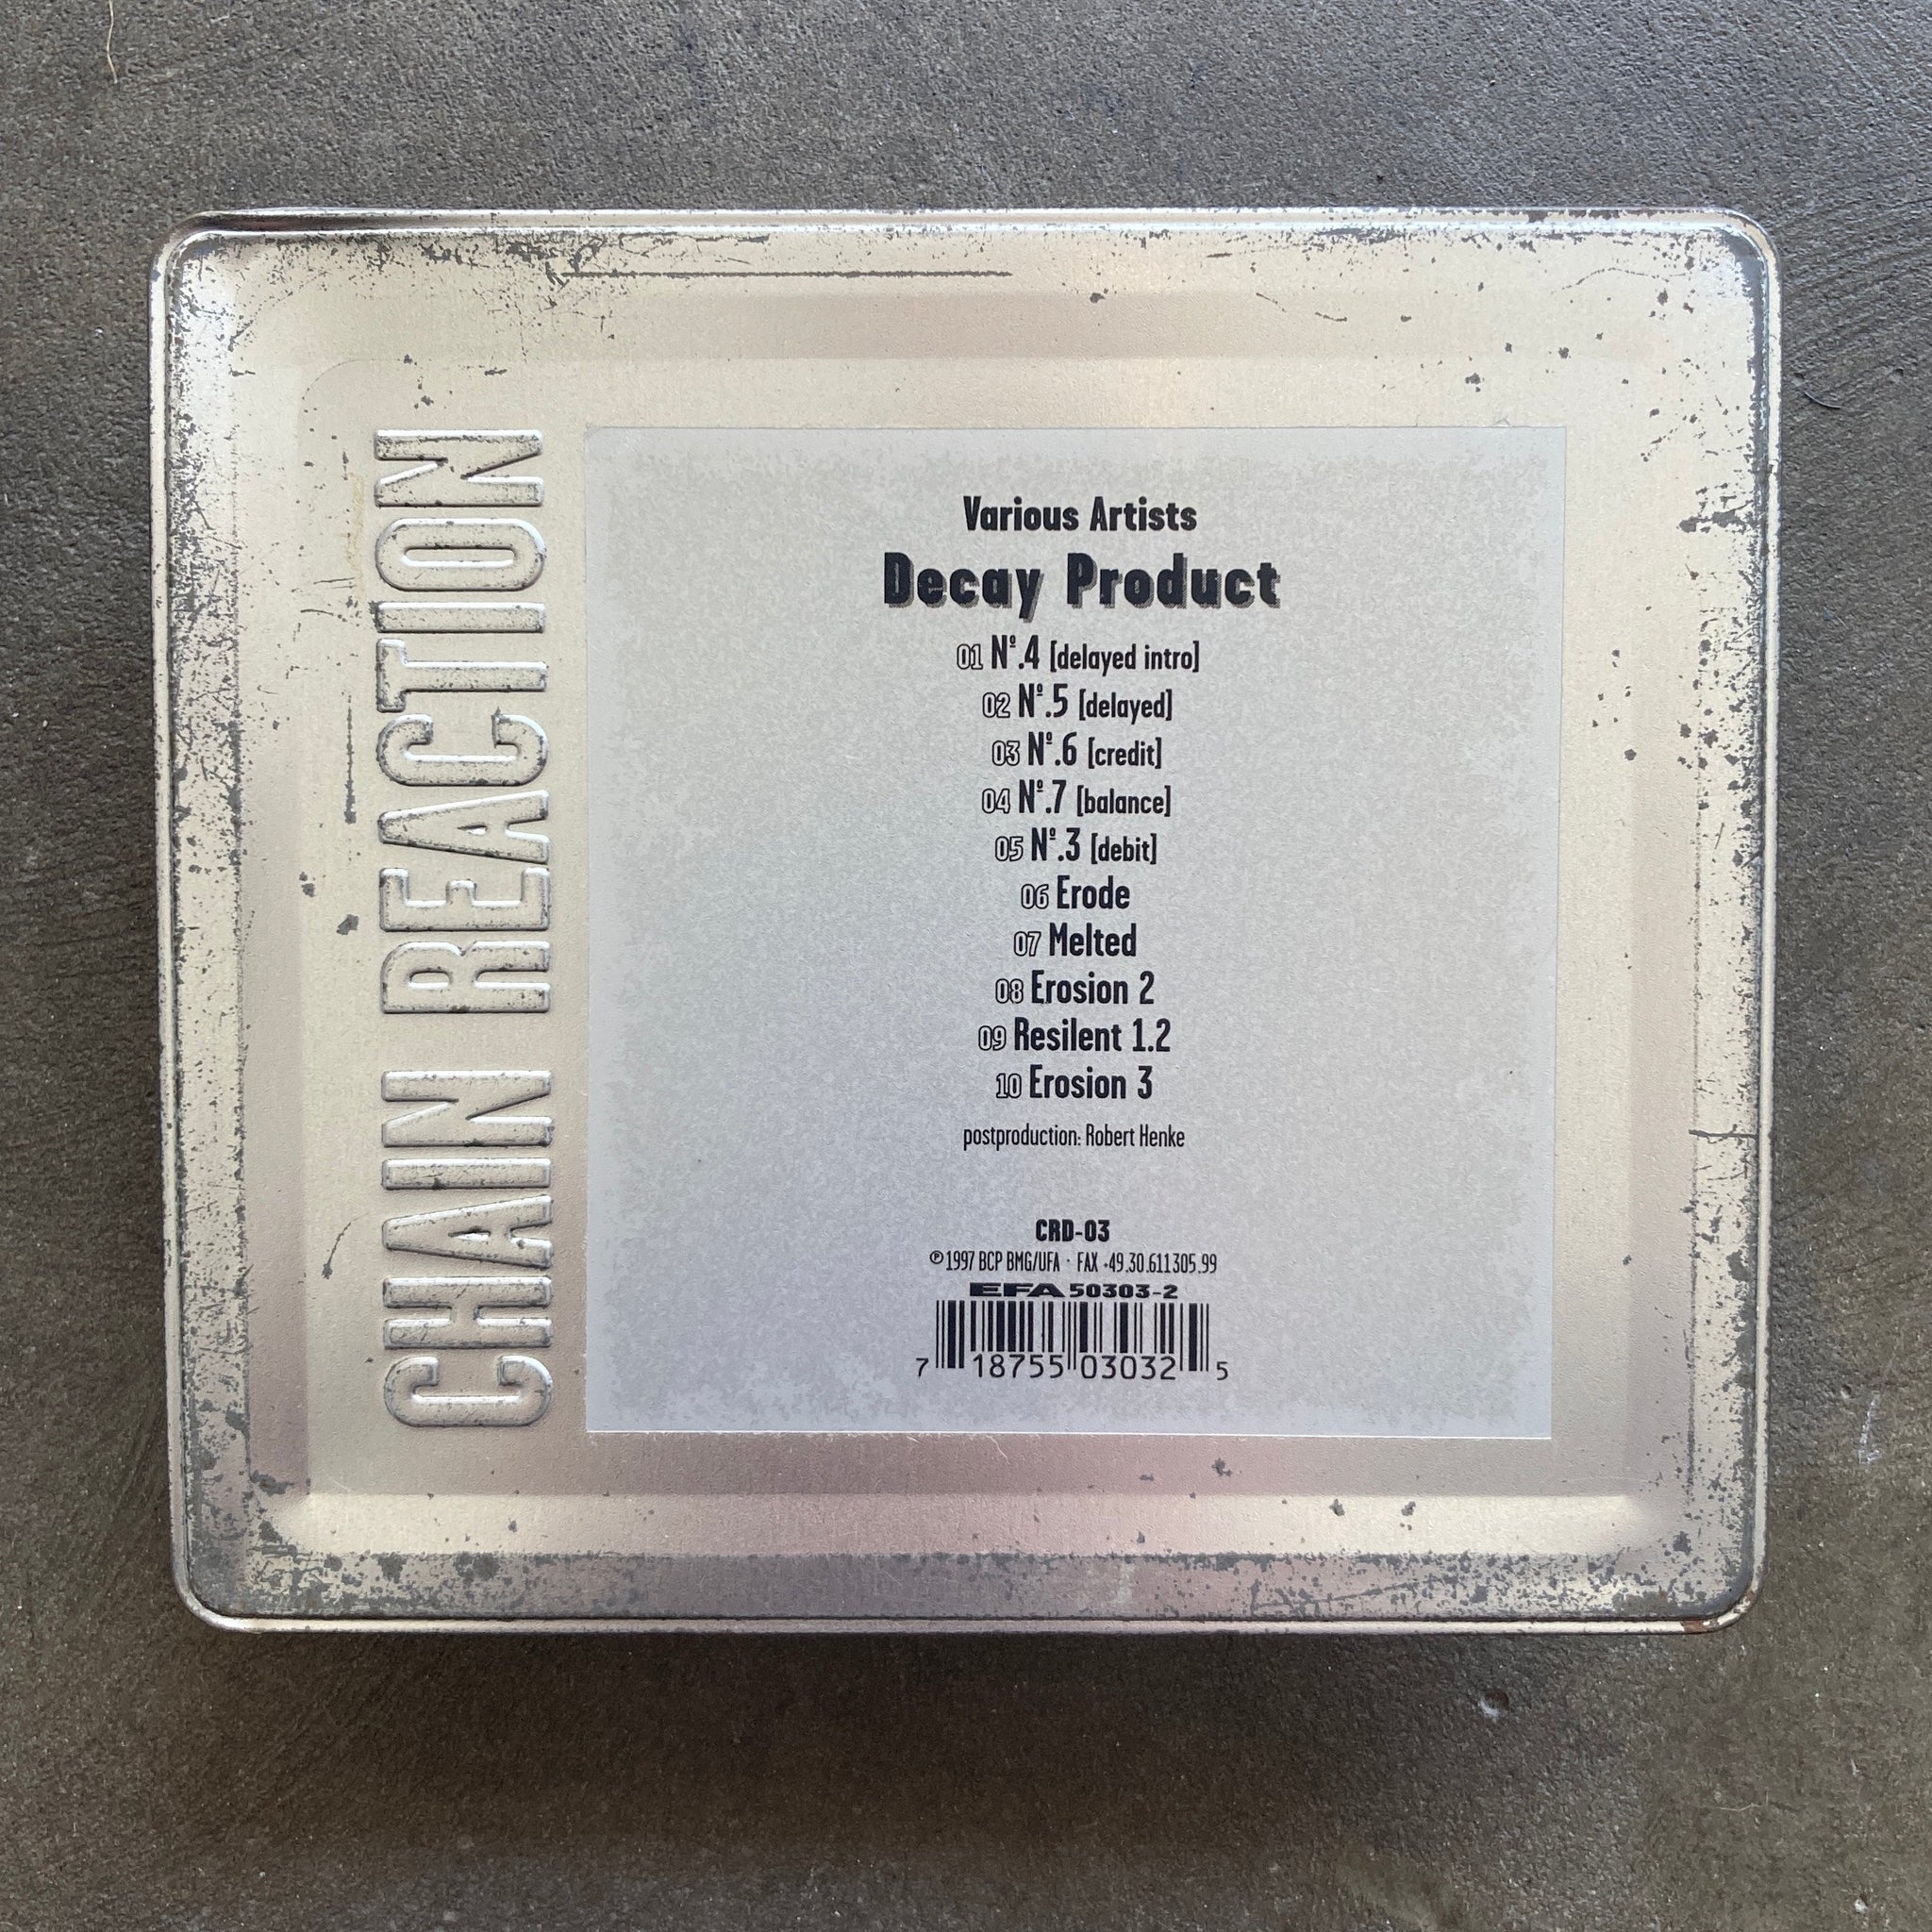 CHAIN REACTION
Various Artists
Decay Product
01 Nº.4 [delayed intro]
02 Nº.5 [delayed]
03 Nº.6 [credit]
04 Nº.7 [balance]
05 Nº.3 [debit]
06 Erode
07 Melted
08 Erosion 2
09 Resilent 1.2
10 Erosion 3
postproduction: Robert Henke
CRD-03
℗1997 BCP BMG/UFA · FAX +49.30.611305.99
EFA 50303-2
7 18755 03032 5